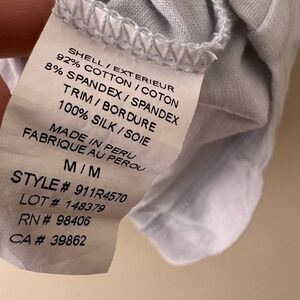 SHELL / EXTERIEUR
92% COTTON / COTON
8% SPANDEX / SPANDEX
TRIM / BORDURE
100% SILK / SOIE
MADE IN PERU
FABRIQUE AU PEROU
M / M
STYLE # 911R4570
LOT # 148379
RN # 98406
CA # 39862